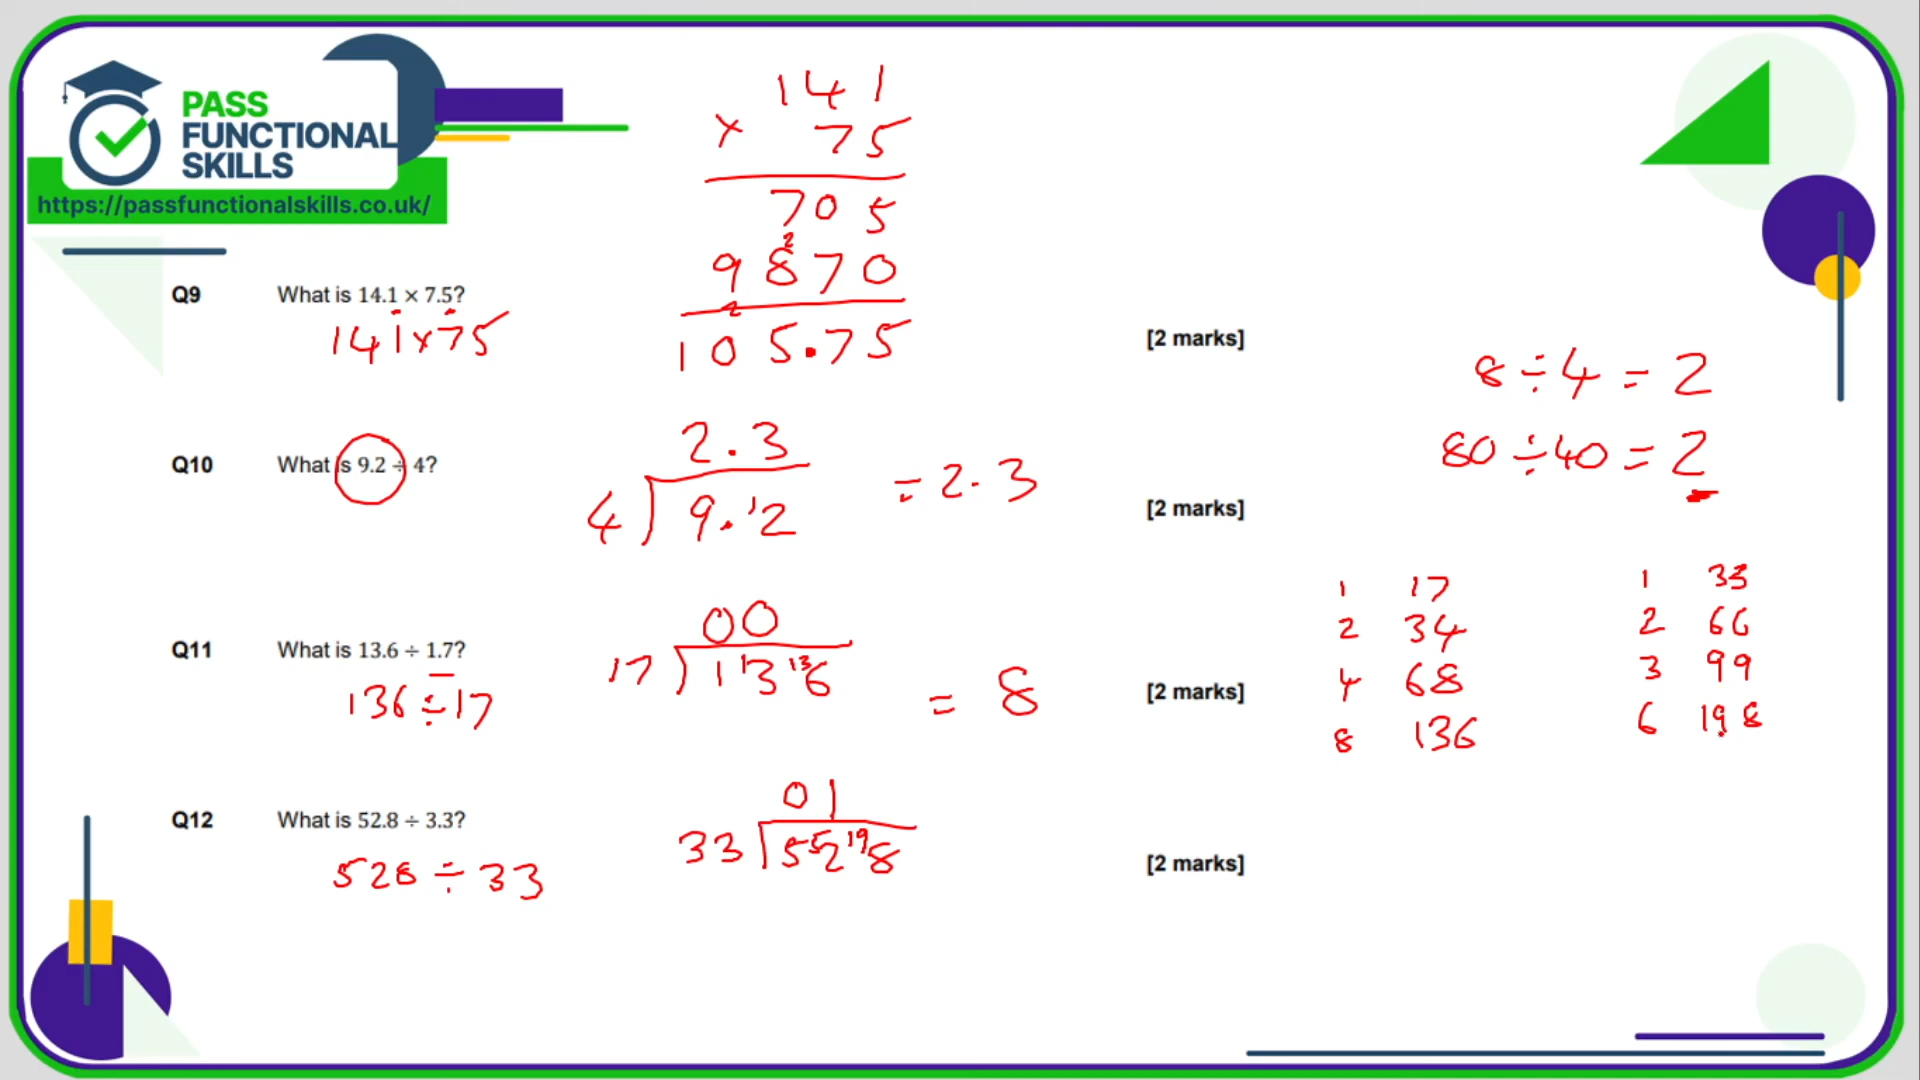 PASS
FUNCTIONAL
SKILLS
https://passfunctionalskills.co.uk/
141
× 75
705
2
9870
2
105.75
Q9 What is 14.1 × 7.5?
141×75
[2 marks]
8 ÷ 4 = 2
80 ÷ 40 = 2
Q10 What is 9.2 ÷ 4?
2.3
4 9.12
= 2.3
[2 marks]
Q11 What is 13.6 ÷ 1.7?
136 ÷ 17
00
17 113136
= 8
[2 marks]
1 17
2 34
4 68
8 136
1 33
2 66
3 99
6 198
Q12 What is 52.8 ÷ 3.3?
528 ÷ 33
01
33 552198
[2 marks]